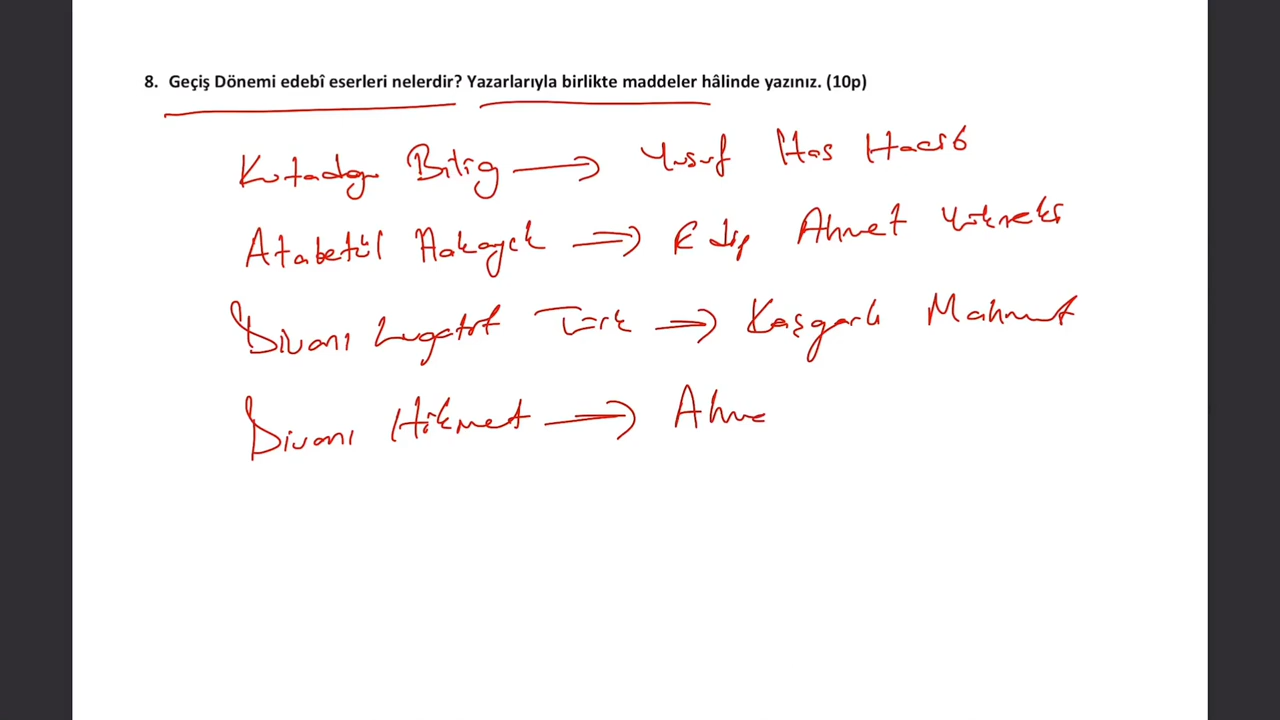 8. Geçiş Dönemi edebî eserleri nelerdir? Yazarlarıyla birlikte maddeler hâlinde yazınız. (10p)
Kutadgu Bilig → Yusuf Has Hacib
Atabetül Hakayık → Edip Ahmet Yükneki
Divanı Lugatit Türk → Kaşgarlı Mahmut
Divanı Hikmet → Ahme